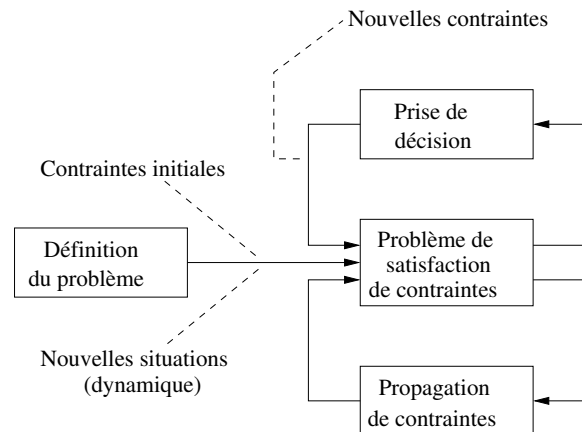 Nouvelles contraintes
Prise de
décision
Contraintes initiales
Définition
du problème
Problème de
satisfaction
de contraintes
Nouvelles situations
(dynamique)
Propagation
de contraintes